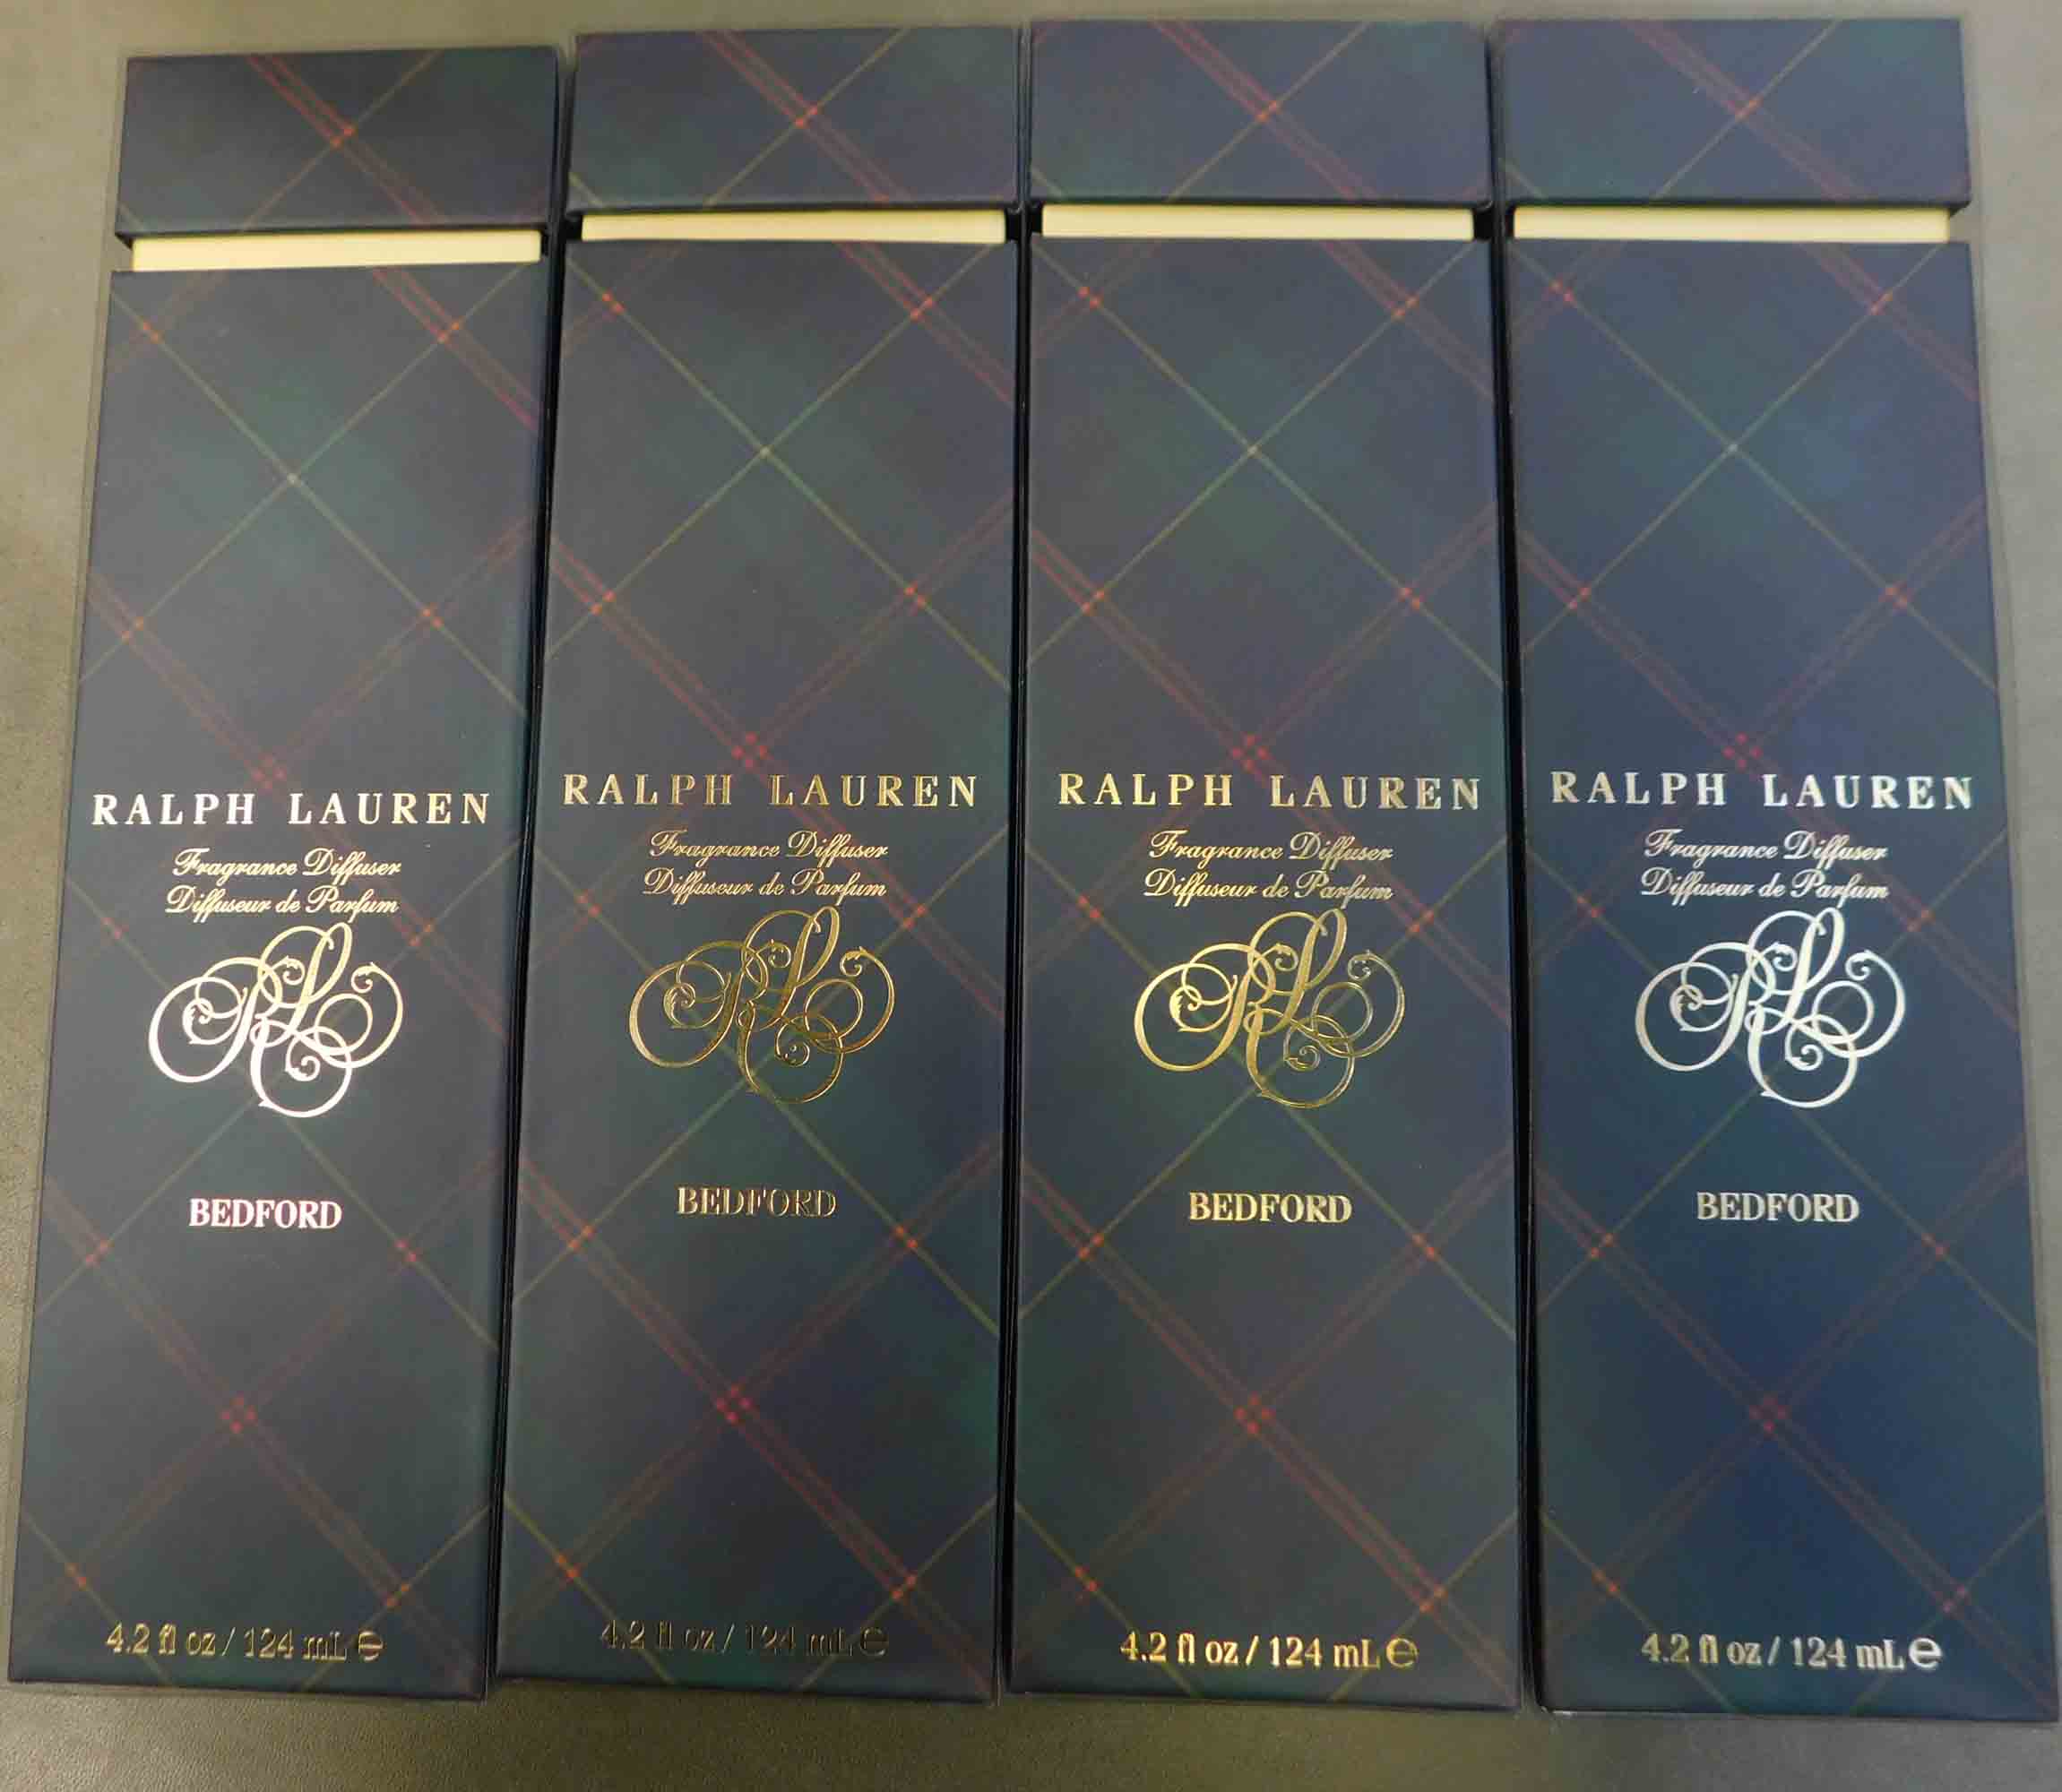 RALPH LAUREN
Fragrance Diffuser
Diffuseur de Parfum
RL
BEDFORD
4.2 fl oz / 124 mL ℮
RALPH LAUREN
Fragrance Diffuser
Diffuseur de Parfum
RL
BEDFORD
4.2 fl oz / 124 mL ℮
RALPH LAUREN
Fragrance Diffuser
Diffuseur de Parfum
RL
BEDFORD
4.2 fl oz / 124 mL ℮
RALPH LAUREN
Fragrance Diffuser
Diffuseur de Parfum
RL
BEDFORD
4.2 fl oz / 124 mL ℮